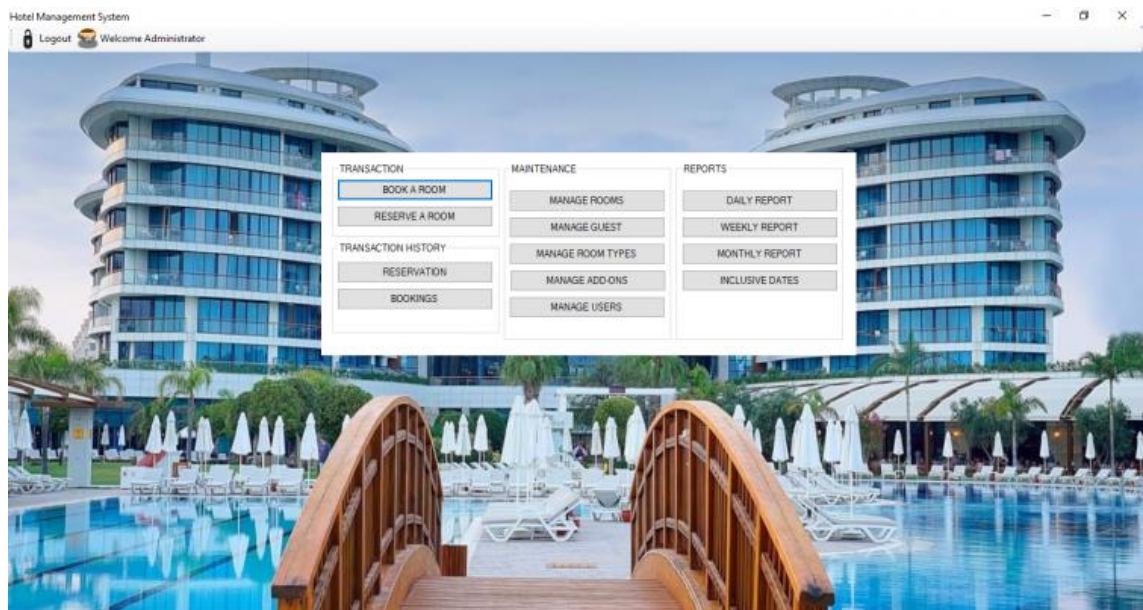 Hotel Management System
Logout Welcome Administrator
TRANSACTION
BOOK A ROOM
RESERVE A ROOM
TRANSACTION HISTORY
RESERVATION
BOOKINGS
MAINTENANCE
MANAGE ROOMS
MANAGE GUEST
MANAGE ROOM TYPES
MANAGE ADD-ONS
MANAGE USERS
REPORTS
DAILY REPORT
WEEKLY REPORT
MONTHLY REPORT
INCLUSIVE DATES